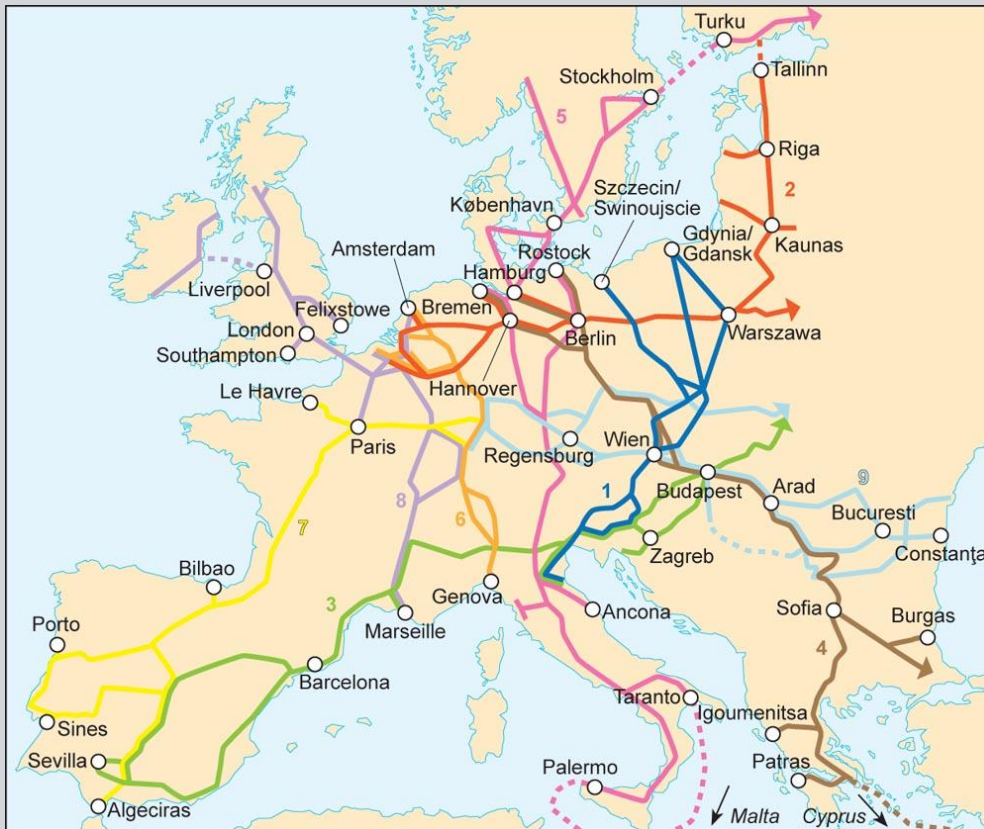 Turku
Tallinn
Stockholm
5
Riga
2
Szczecin/
Swinoujscie
København
Gdynia/
Gdansk
Kaunas
Amsterdam
Rostock
Hamburg
Liverpool
Felixstowe
Bremen
London
Berlin
Warszawa
Southampton
Hannover
Le Havre
Paris
Regensburg
Wien
Budapest
Arad
9
8
1
6
7
Bucuresti
Constanţa
Zagreb
Bilbao
Genova
3
Marseille
Ancona
Sofia
Burgas
Porto
4
Barcelona
Taranto
Igoumenitsa
Sines
Sevilla
Palermo
Patras
Algeciras
Malta
Cyprus